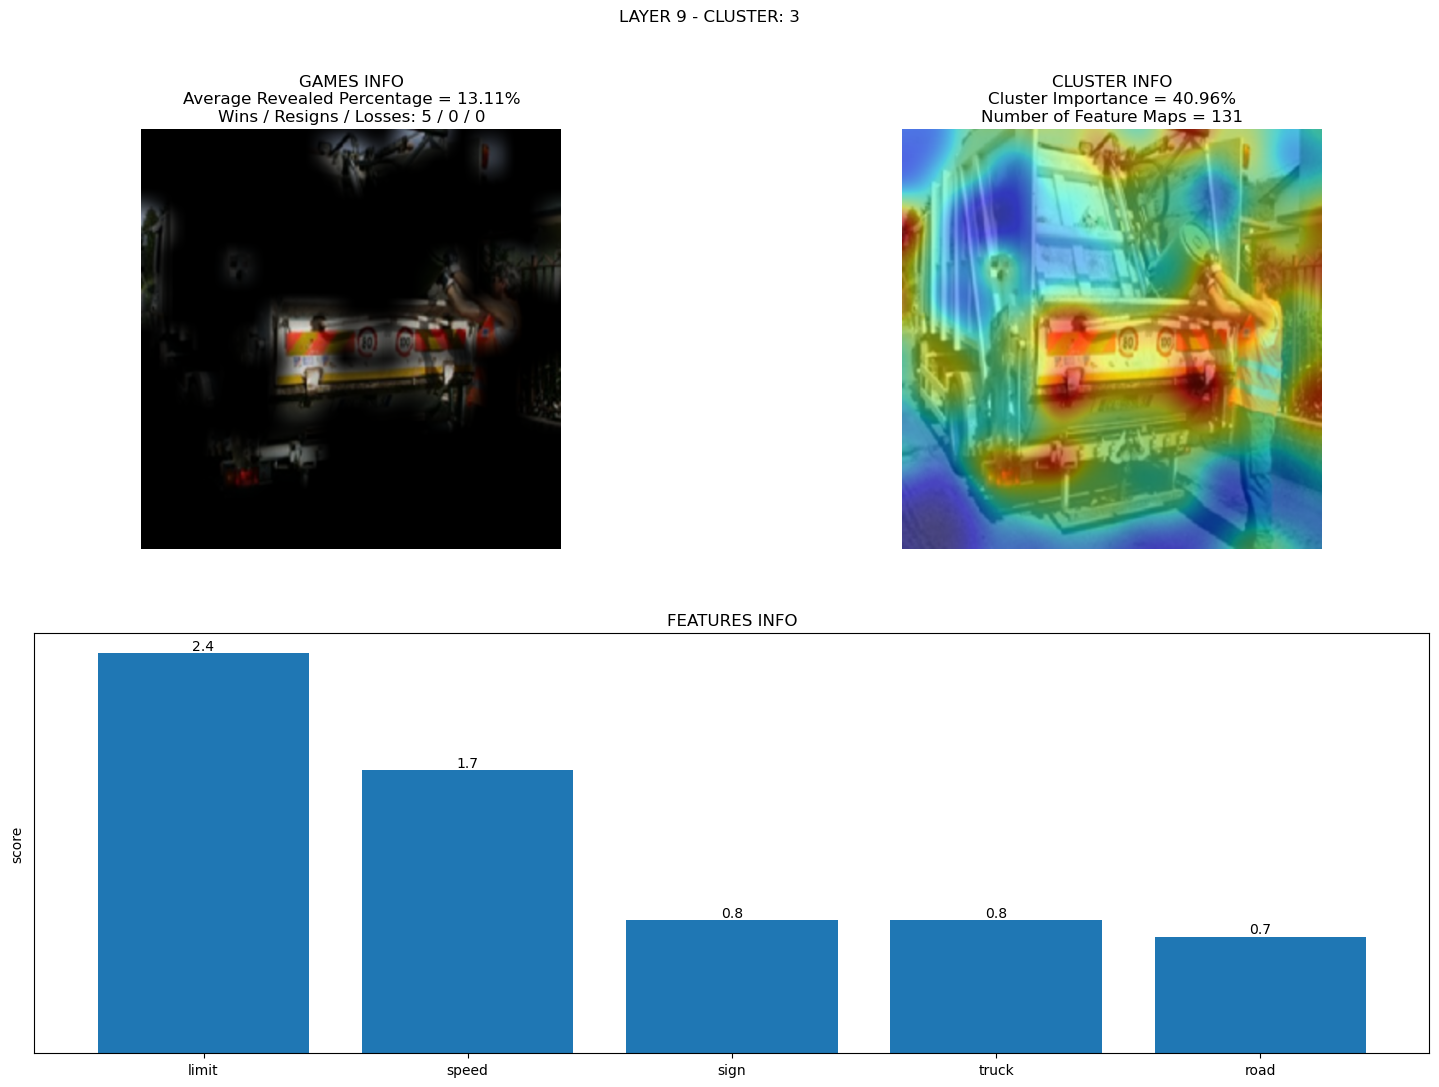 LAYER 9 - CLUSTER: 3
GAMES INFO
Average Revealed Percentage = 13.11%
Wins / Resigns / Losses: 5 / 0 / 0
CLUSTER INFO
Cluster Importance = 40.96%
Number of Feature Maps = 131
FEATURES INFO
score
2.4
1.7
0.8
0.8
0.7
limit
speed
sign
truck
road